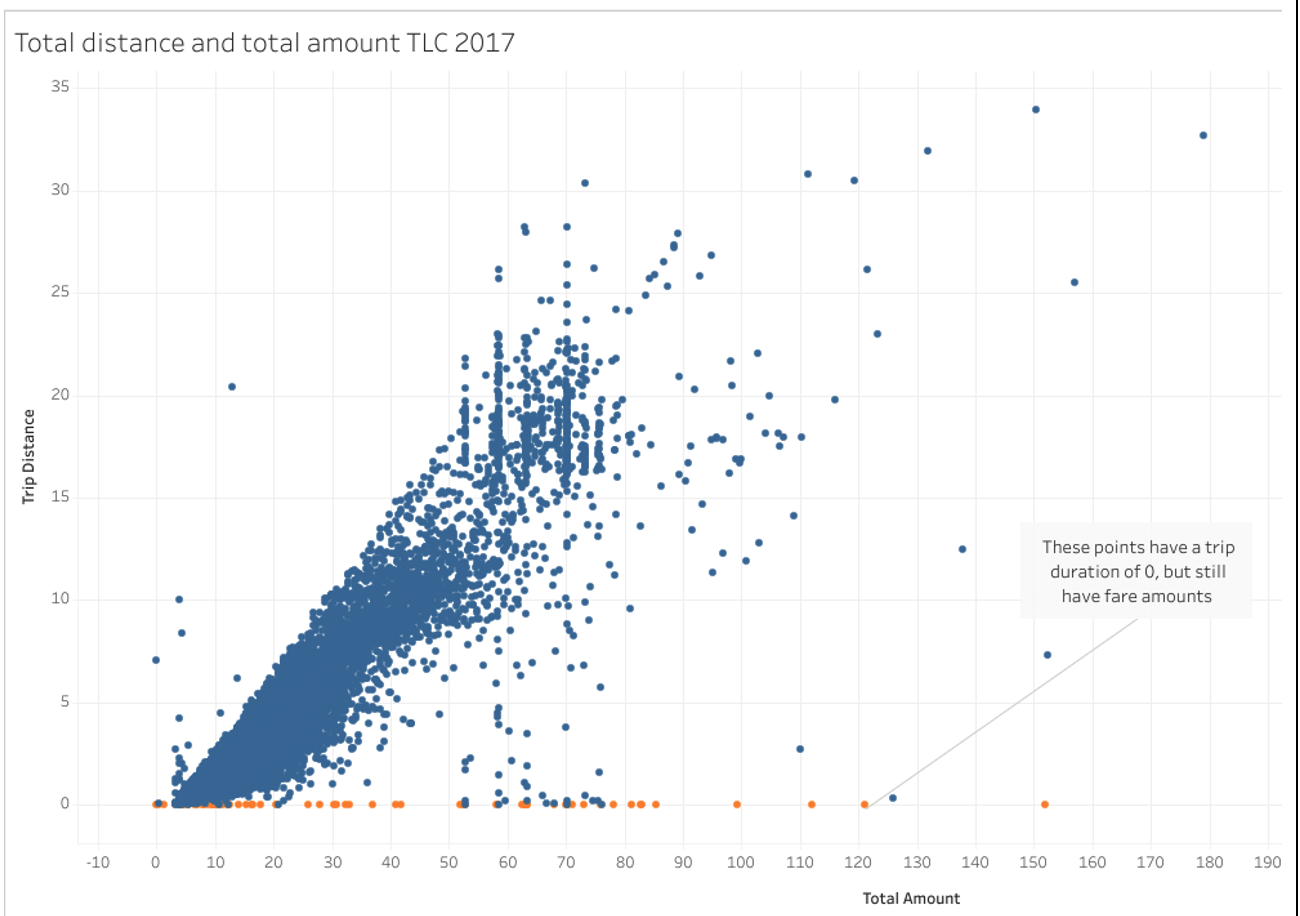 Total distance and total amount TLC 2017
35
30
25
20
15
10
5
0
Trip Distance
These points have a trip
duration of 0, but still
have fare amounts
-10 0 10 20 30 40 50 60 70 80 90 100 110 120 130 140 150 160 170 180 190
Total Amount